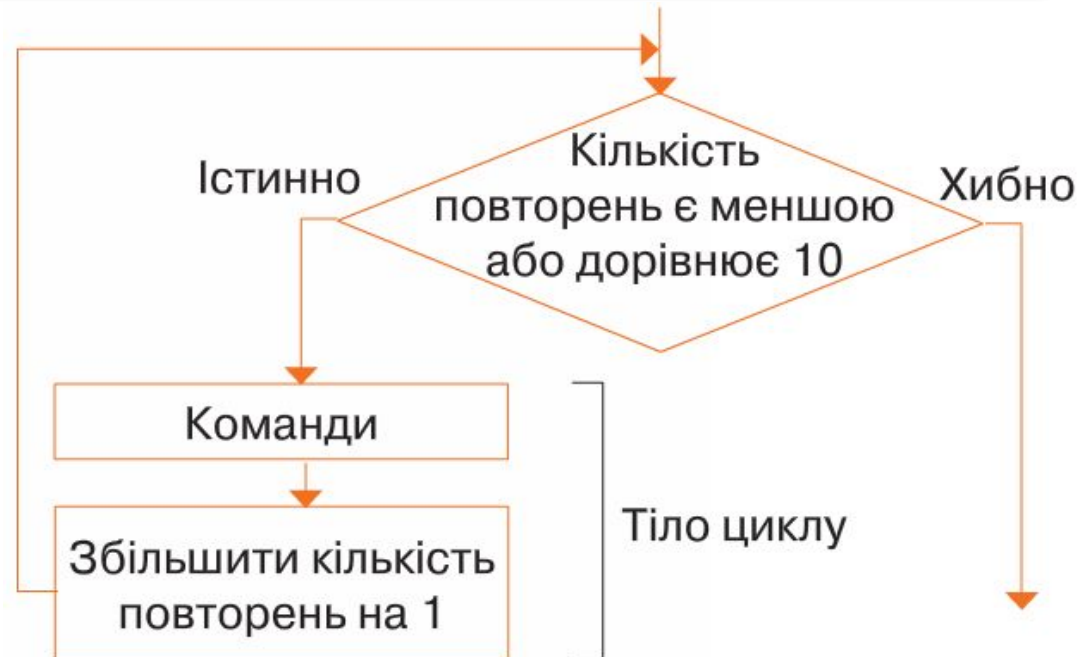 Кількість
повторень є меншою
або дорівнює 10
Істинно
Хибно
Команди
Збільшити кількість
повторень на 1
Тіло циклу